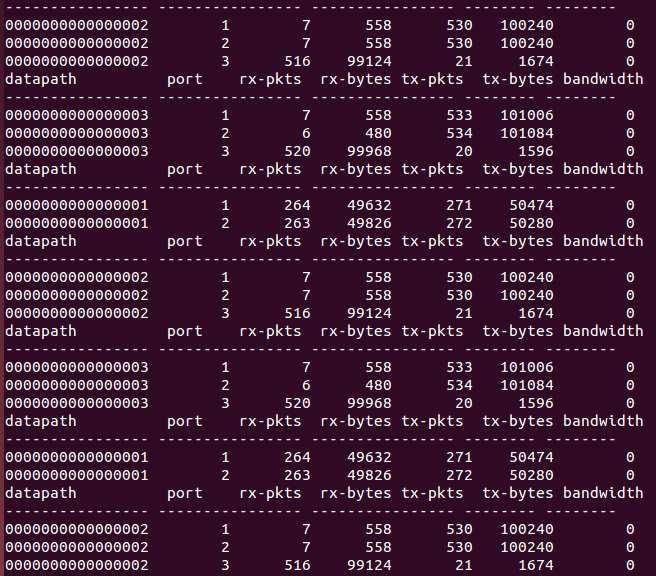 ---------------- ---------------- ---------------- -------- --------
0000000000000002 1 7 558 530 100240 0
0000000000000002 2 7 558 530 100240 0
0000000000000002 3 516 99124 21 1674 0
datapath port rx-pkts rx-bytes tx-pkts tx-bytes bandwidth
---------------- ---------------- ---------------- -------- --------
0000000000000003 1 7 558 533 101006 0
0000000000000003 2 6 480 534 101084 0
0000000000000003 3 520 99968 20 1596 0
datapath port rx-pkts rx-bytes tx-pkts tx-bytes bandwidth
---------------- ---------------- ---------------- -------- --------
0000000000000001 1 264 49632 271 50474 0
0000000000000001 2 263 49826 272 50280 0
datapath port rx-pkts rx-bytes tx-pkts tx-bytes bandwidth
---------------- ---------------- ---------------- -------- --------
0000000000000002 1 7 558 530 100240 0
0000000000000002 2 7 558 530 100240 0
0000000000000002 3 516 99124 21 1674 0
datapath port rx-pkts rx-bytes tx-pkts tx-bytes bandwidth
---------------- ---------------- ---------------- -------- --------
0000000000000003 1 7 558 533 101006 0
0000000000000003 2 6 480 534 101084 0
0000000000000003 3 520 99968 20 1596 0
datapath port rx-pkts rx-bytes tx-pkts tx-bytes bandwidth
---------------- ---------------- ---------------- -------- --------
0000000000000001 1 264 49632 271 50474 0
0000000000000001 2 263 49826 272 50280 0
datapath port rx-pkts rx-bytes tx-pkts tx-bytes bandwidth
---------------- ---------------- ---------------- -------- --------
0000000000000002 1 7 558 530 100240 0
0000000000000002 2 7 558 530 100240 0
0000000000000002 3 516 99124 21 1674 0